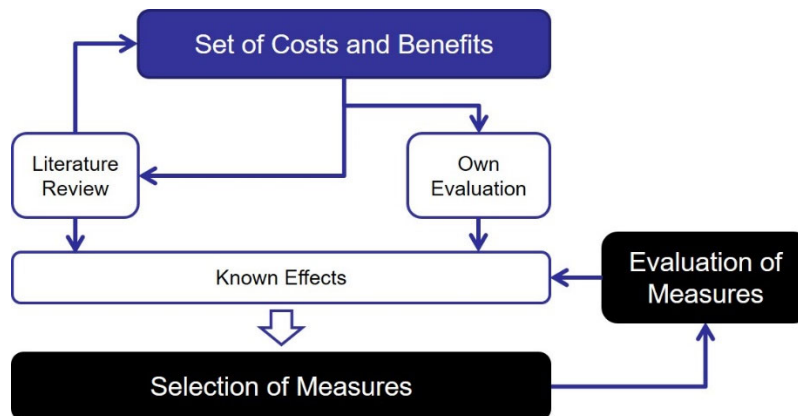 Set of Costs and Benefits
Literature
Review
Own
Evaluation
Known Effects
Evaluation of
Measures
Selection of Measures